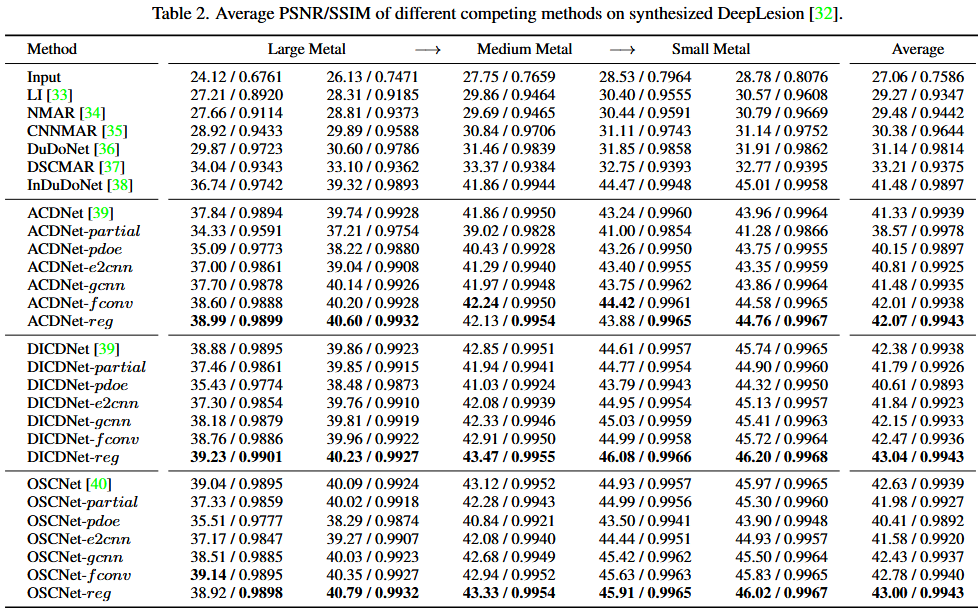 Table 2. Average PSNR/SSIM of different competing methods on synthesized DeepLesion [32].
Method Large Metal ⟶ Medium Metal ⟶ Small Metal Average
Input 24.12 / 0.6761 26.13 / 0.7471 27.75 / 0.7659 28.53 / 0.7964 28.78 / 0.8076 27.06 / 0.7586
LI [33] 27.21 / 0.8920 28.31 / 0.9185 29.86 / 0.9464 30.40 / 0.9555 30.57 / 0.9608 29.27 / 0.9347
NMAR [34] 27.66 / 0.9114 28.81 / 0.9373 29.69 / 0.9465 30.44 / 0.9591 30.79 / 0.9669 29.48 / 0.9442
CNNMAR [35] 28.92 / 0.9433 29.89 / 0.9588 30.84 / 0.9706 31.11 / 0.9743 31.14 / 0.9752 30.38 / 0.9644
DuDoNet [36] 29.87 / 0.9723 30.60 / 0.9786 31.46 / 0.9839 31.85 / 0.9858 31.91 / 0.9862 31.14 / 0.9814
DSCMAR [37] 34.04 / 0.9343 33.10 / 0.9362 33.37 / 0.9384 32.75 / 0.9393 32.77 / 0.9395 33.21 / 0.9375
InDuDoNet [38] 36.74 / 0.9742 39.32 / 0.9893 41.86 / 0.9944 44.47 / 0.9948 45.01 / 0.9958 41.48 / 0.9897
ACDNet [39] 37.84 / 0.9894 39.74 / 0.9928 41.86 / 0.9950 43.24 / 0.9960 43.96 / 0.9964 41.33 / 0.9939
ACDNet-partial 34.33 / 0.9591 37.21 / 0.9754 39.02 / 0.9828 41.00 / 0.9854 41.28 / 0.9866 38.57 / 0.9978
ACDNet-pdoe 35.09 / 0.9773 38.22 / 0.9880 40.43 / 0.9928 43.26 / 0.9950 43.75 / 0.9955 40.15 / 0.9897
ACDNet-e2cnn 37.00 / 0.9861 39.04 / 0.9908 41.29 / 0.9940 43.40 / 0.9955 43.35 / 0.9959 40.81 / 0.9925
ACDNet-gcnn 37.70 / 0.9878 40.14 / 0.9926 41.97 / 0.9948 43.75 / 0.9962 43.86 / 0.9964 41.48 / 0.9935
ACDNet-fconv 38.60 / 0.9888 40.20 / 0.9928 42.24 / 0.9950 44.42 / 0.9961 44.58 / 0.9965 42.01 / 0.9938
ACDNet-reg 38.99 / 0.9899 40.60 / 0.9932 42.13 / 0.9954 43.88 / 0.9965 44.76 / 0.9967 42.07 / 0.9943
DICDNet [39] 38.88 / 0.9895 39.86 / 0.9923 42.85 / 0.9951 44.61 / 0.9957 45.74 / 0.9965 42.38 / 0.9938
DICDNet-partial 37.46 / 0.9861 39.85 / 0.9915 41.94 / 0.9941 44.77 / 0.9954 44.90 / 0.9960 41.79 / 0.9926
DICDNet-pdoe 35.43 / 0.9774 38.48 / 0.9873 41.03 / 0.9924 43.79 / 0.9943 44.32 / 0.9950 40.61 / 0.9893
DICDNet-e2cnn 37.30 / 0.9854 39.76 / 0.9910 42.08 / 0.9939 44.95 / 0.9954 45.13 / 0.9957 41.84 / 0.9923
DICDNet-gcnn 38.18 / 0.9879 39.81 / 0.9919 42.33 / 0.9946 45.03 / 0.9959 45.41 / 0.9963 42.15 / 0.9933
DICDNet-fconv 38.76 / 0.9886 39.96 / 0.9922 42.91 / 0.9950 44.99 / 0.9958 45.72 / 0.9964 42.47 / 0.9936
DICDNet-reg 39.23 / 0.9901 40.23 / 0.9927 43.47 / 0.9955 46.08 / 0.9966 46.20 / 0.9968 43.04 / 0.9943
OSCNet [40] 39.04 / 0.9895 40.09 / 0.9924 43.12 / 0.9952 44.93 / 0.9957 45.97 / 0.9965 42.63 / 0.9939
OSCNet-partial 37.33 / 0.9859 40.02 / 0.9918 42.28 / 0.9943 44.99 / 0.9956 45.30 / 0.9960 41.98 / 0.9927
OSCNet-pdoe 35.51 / 0.9777 38.29 / 0.9874 40.84 / 0.9921 43.50 / 0.9941 43.90 / 0.9948 40.41 / 0.9892
OSCNet-e2cnn 37.17 / 0.9847 39.27 / 0.9907 42.08 / 0.9940 44.44 / 0.9951 44.93 / 0.9957 41.58 / 0.9920
OSCNet-gcnn 38.51 / 0.9885 40.03 / 0.9923 42.68 / 0.9949 45.42 / 0.9962 45.50 / 0.9964 42.43 / 0.9937
OSCNet-fconv 39.14 / 0.9895 40.35 / 0.9927 42.94 / 0.9952 45.63 / 0.9963 45.83 / 0.9965 42.78 / 0.9940
OSCNet-reg 38.92 / 0.9898 40.79 / 0.9932 43.33 / 0.9954 45.91 / 0.9965 46.02 / 0.9967 43.00 / 0.9943